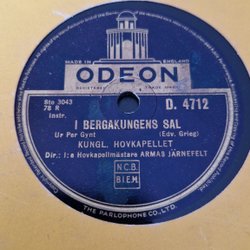 MADE IN ENGLAND
ODEON
REGISTERED TRADE MARK
Sto 3043
78 R
Instr.
D. 4712
I BERGAKUNGENS SAL
Ur Per Gynt (Edv. Grieg)
KUNGL. HOVKAPELLET
Dir.: 1:e Hovkapellmästare ARMAS JÄRNEFELT
N.C.B.
B.I.E.M.
THE PARLOPHONE CO. LTD.